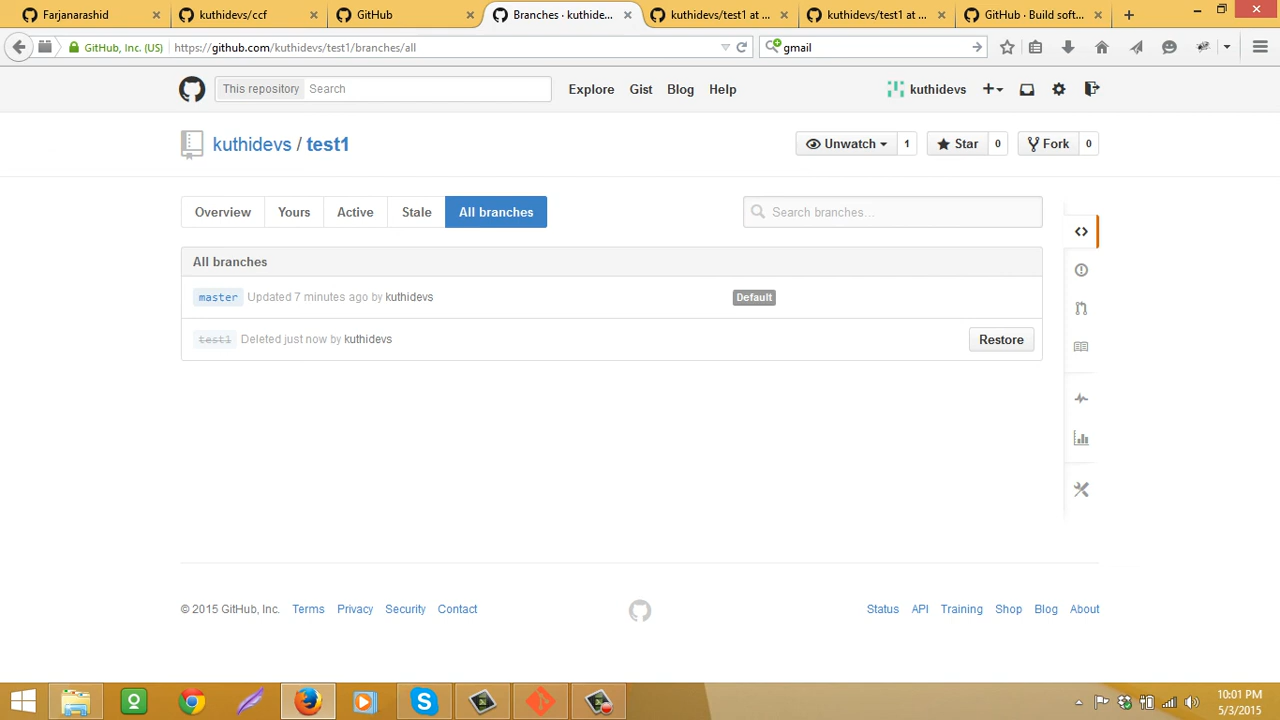 Farjanarashid
kuthidevs/ccf
GitHub
Branches · kuthide...
kuthidevs/test1 at ...
kuthidevs/test1 at ...
GitHub · Build soft...
GitHub, Inc. (US)
https://github.com/kuthidevs/test1/branches/all
gmail
This repository
Search
Explore
Gist
Blog
Help
kuthidevs
kuthidevs / test1
Unwatch
1
Star
0
Fork
0
Overview
Yours
Active
Stale
All branches
Search branches...
All branches
master Updated 7 minutes ago by kuthidevs
Default
test1 Deleted just now by kuthidevs
Restore
© 2015 GitHub, Inc.
Terms
Privacy
Security
Contact
Status
API
Training
Shop
Blog
About
10:01 PM
5/3/2015